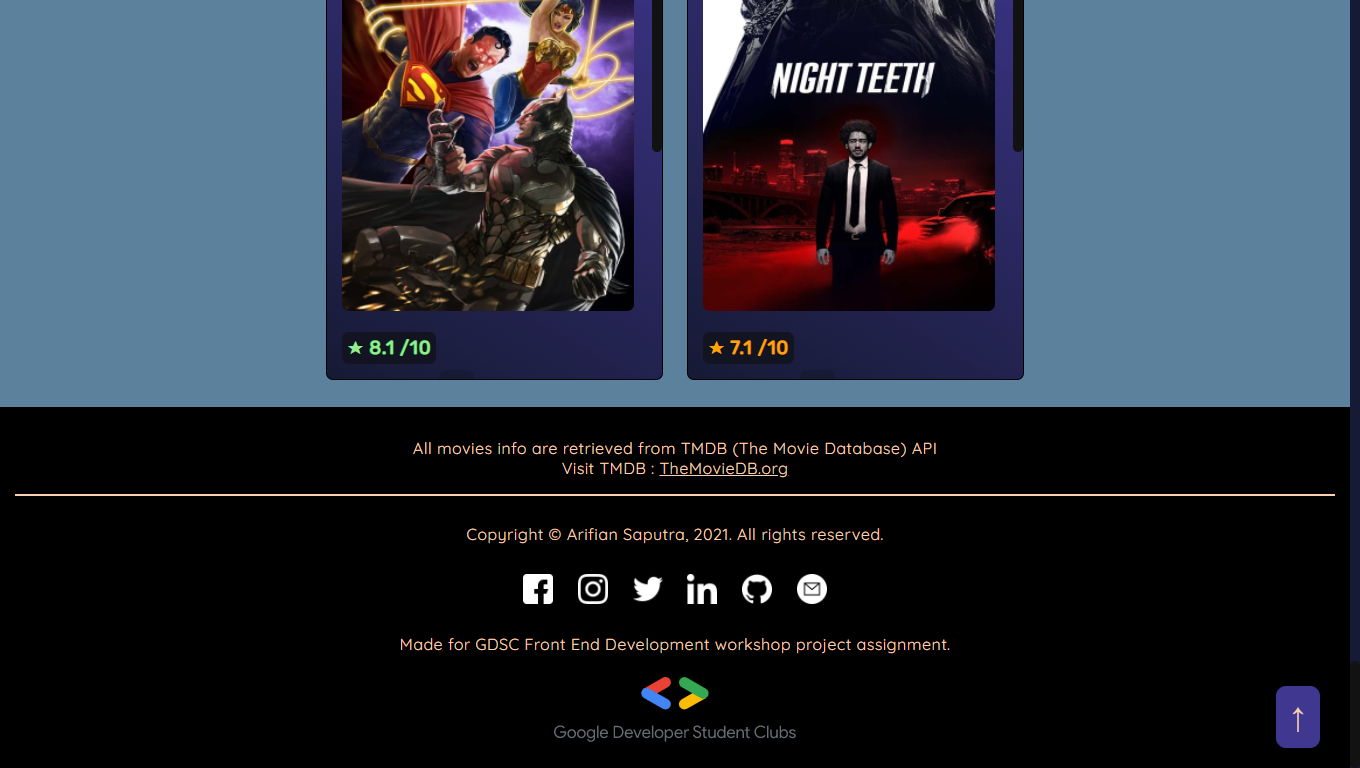 NIGHT TEETH
★ 8.1 /10
★ 7.1 /10
All movies info are retrieved from TMDB (The Movie Database) API
Visit TMDB : TheMovieDB.org
Copyright © Arifian Saputra, 2021. All rights reserved.
Made for GDSC Front End Development workshop project assignment.
Google Developer Student Clubs
↑